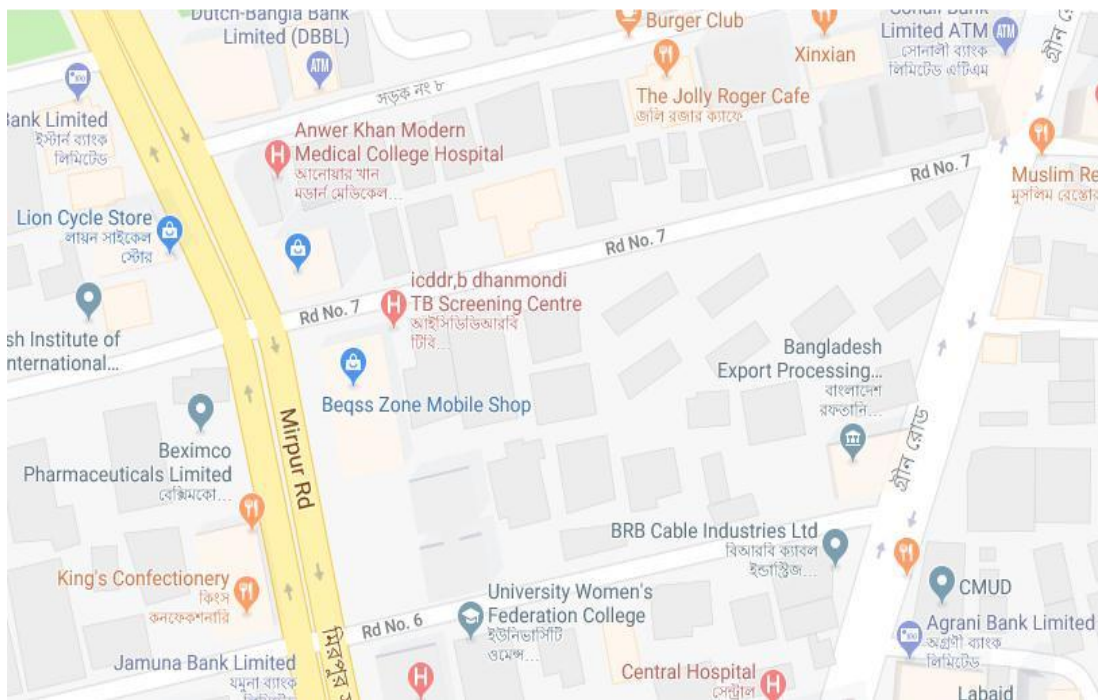 Dutch-Bangla Bank
Limited (DBBL)
ATM
Burger Club
Xinxian
Limited ATM
সোনালী ব্যাংক
লিমিটেড এটিএম
ATM
গ্রীন রোড
সড়ক নং ৮
The Jolly Roger Cafe
জলি রজার ক্যাফে
Bank Limited
ইস্টার্ন ব্যাংক
লিমিটেড
Anwer Khan Modern
Medical College Hospital
আনোয়ার খান
মডার্ন মেডিকেল...
H
Rd No. 7
Muslim Re
মুসলিম রেস্তোর
Lion Cycle Store
লায়ন সাইকেল
স্টোর
Rd No. 7
icddr,b dhanmondi
TB Screening Centre
আইসিডিডিআরবি
টিবি...
H
Rd No. 7
sh Institute of
nternational...
Bangladesh
Export Processing...
বাংলাদেশ
রফতানি...
Beqss Zone Mobile Shop
Mirpur Rd
গ্রীন রোড
Beximco
Pharmaceuticals Limited
বেক্সিমকো...
BRB Cable Industries Ltd
বিআরবি ক্যাবল
ইন্ডাস্ট্রিজ...
King's Confectionery
কিংস
কনফেকশনারি
University Women's
Federation College
ইউনিভার্সিটি
ওমেন্স...
CMUD
Rd No. 6
মিরপুর
Agrani Bank Limited
অগ্রণী ব্যাংক
লিমিটেড
Jamuna Bank Limited
যমুনা ব্যাংক
H
Central Hospital
সেন্ট্রাল
H
Labaid